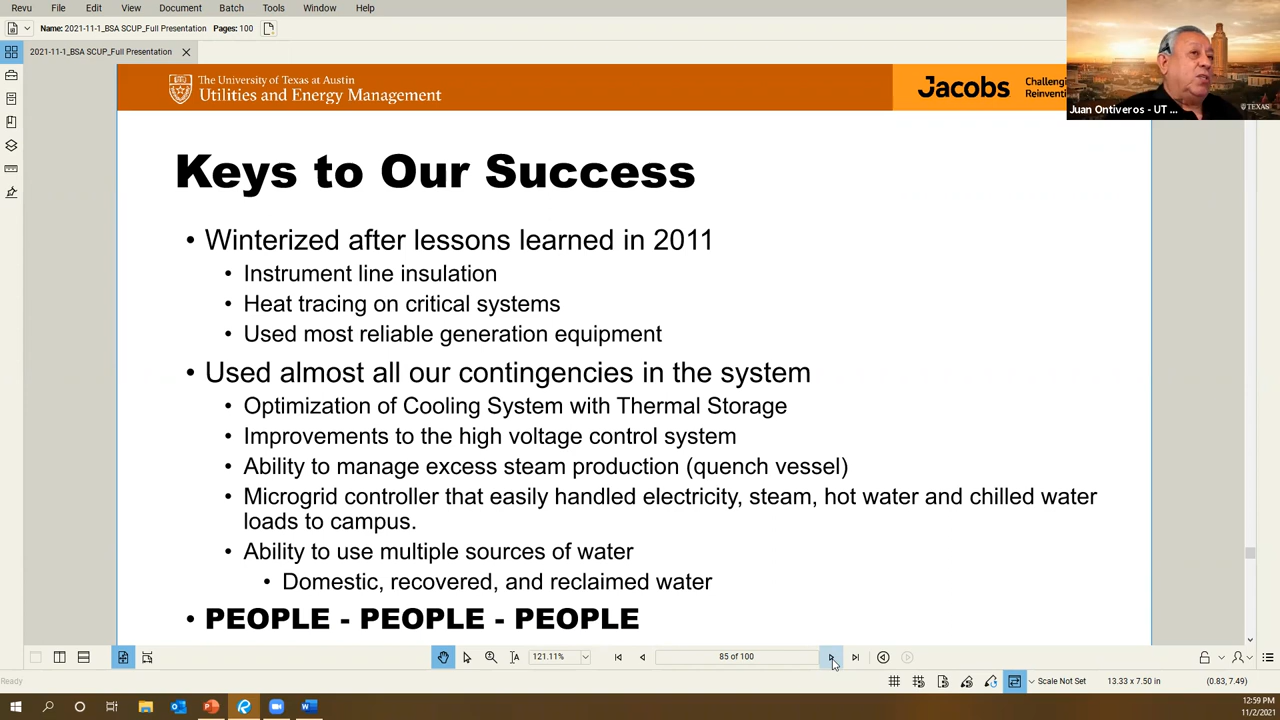 Revu File Edit View Document Batch Tools Window Help
Name: 2021-11-1_BSA SCUP_Full Presentation Pages: 100
2021-11-1_BSA SCUP_Full Presentation
The University of Texas at Austin
Utilities and Energy Management
Jacobs
Challengi
Reinventi
TEXAS
Juan Ontiveros - UT ...
Keys to Our Success
• Winterized after lessons learned in 2011
• Instrument line insulation
• Heat tracing on critical systems
• Used most reliable generation equipment
• Used almost all our contingencies in the system
• Optimization of Cooling System with Thermal Storage
• Improvements to the high voltage control system
• Ability to manage excess steam production (quench vessel)
• Microgrid controller that easily handled electricity, steam, hot water and chilled water
loads to campus.
• Ability to use multiple sources of water
• Domestic, recovered, and reclaimed water
• PEOPLE - PEOPLE - PEOPLE
121.11%
85 of 100
Ready
Scale Not Set
13.33 x 7.50 in
(0.83, 7.49)
12:59 PM
11/2/2021